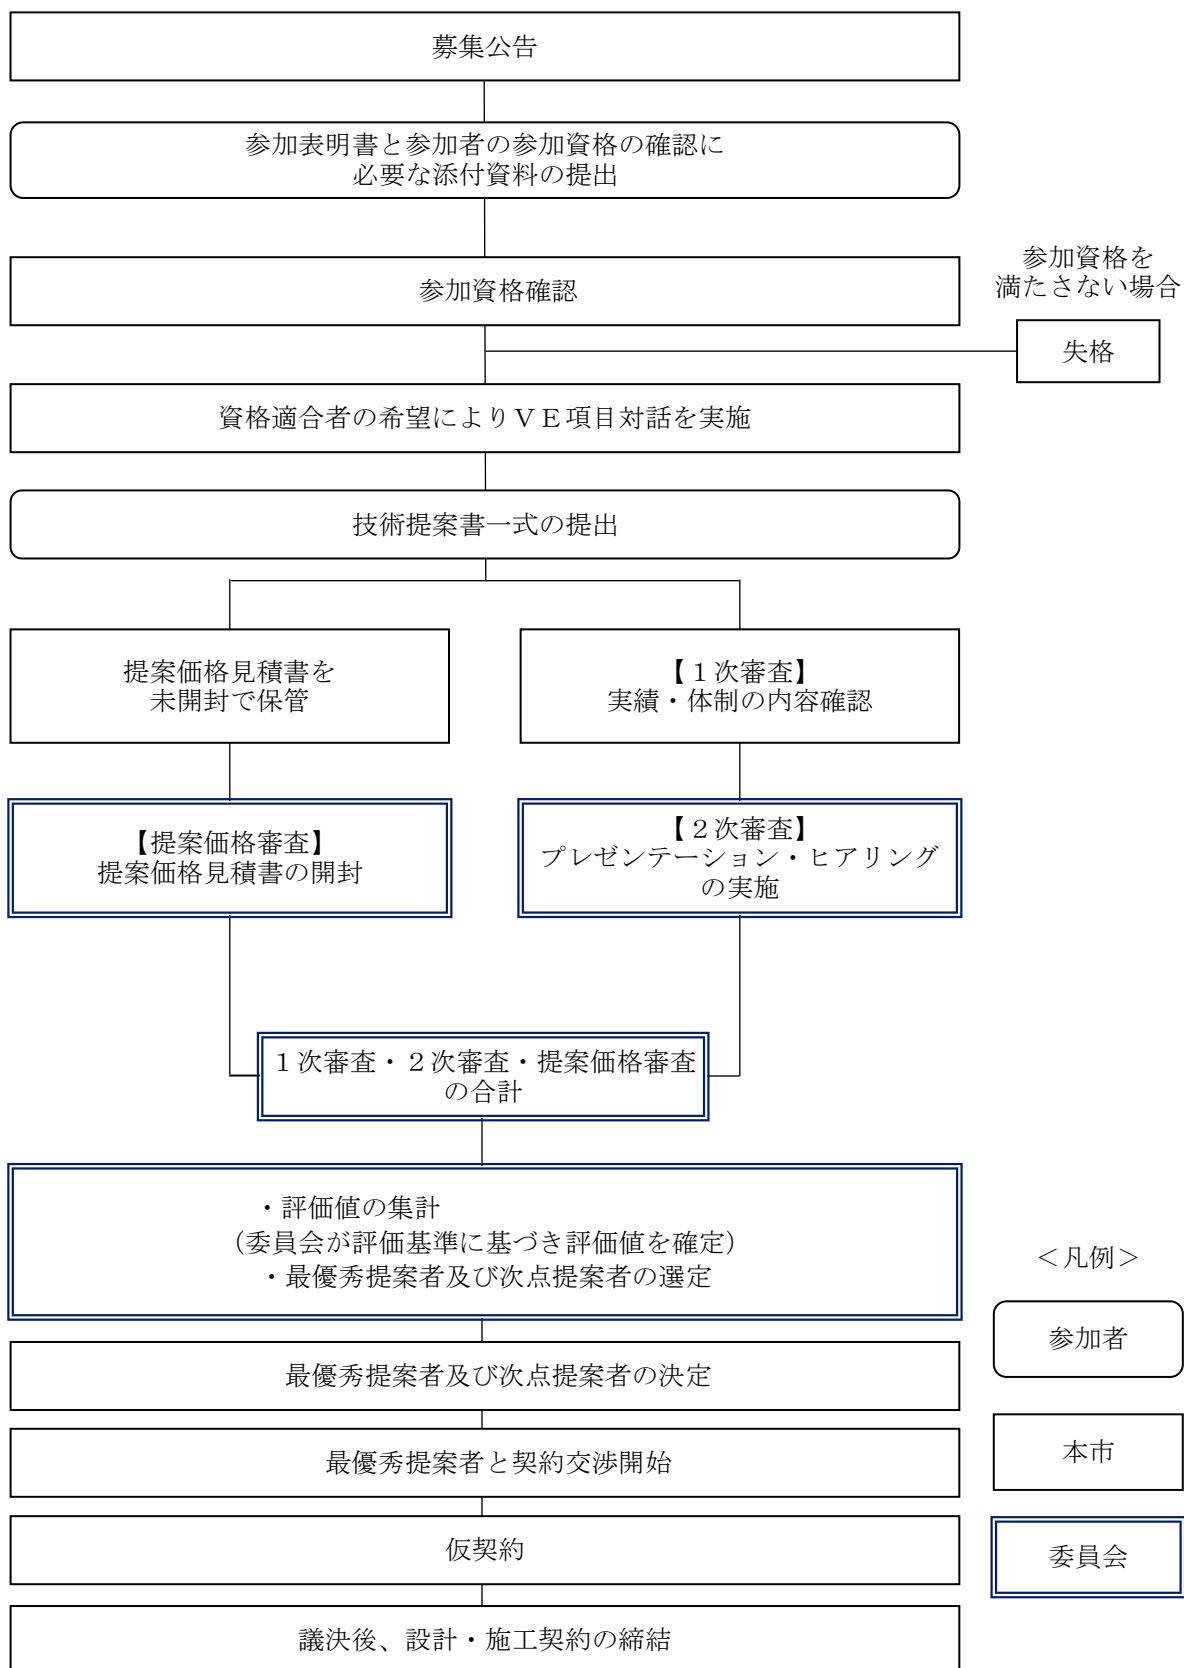 募集公告
参加表明書と参加者の参加資格の確認に
必要な添付資料の提出
参加資格確認
参加資格を
満たさない場合
失格
資格適合者の希望によりＶＥ項目対話を実施
技術提案書一式の提出
提案価格見積書を
未開封で保管
【１次審査】
実績・体制の内容確認
【提案価格審査】
提案価格見積書の開封
【２次審査】
プレゼンテーション・ヒアリング
の実施
１次審査・２次審査・提案価格審査
の合計
・評価値の集計
（委員会が評価基準に基づき評価値を確定）
・最優秀提案者及び次点提案者の選定
最優秀提案者及び次点提案者の決定
最優秀提案者と契約交渉開始
仮契約
議決後、設計・施工契約の締結
＜凡例＞
参加者
本市
委員会